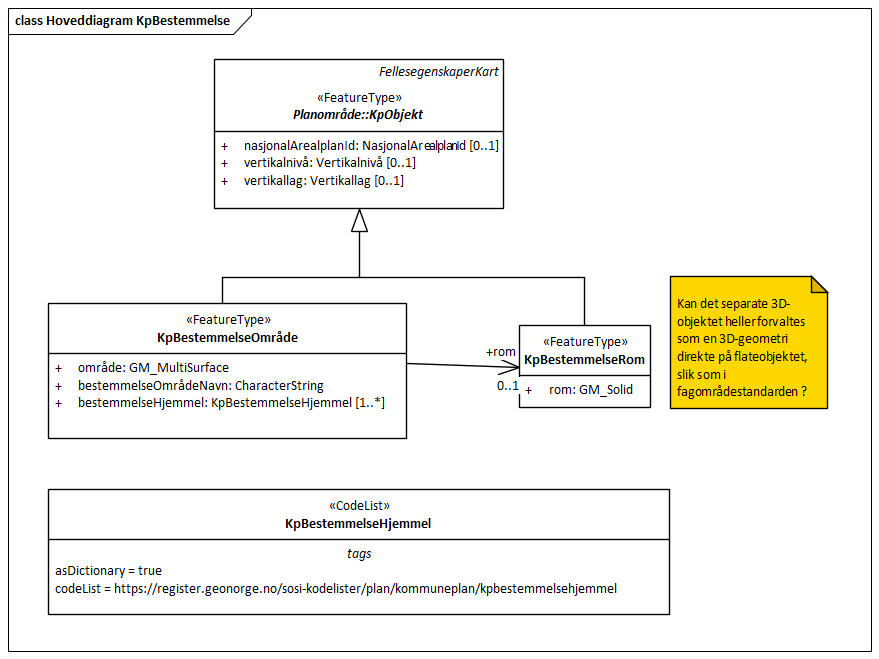 class Hoveddiagram KpBestemmelse
FellesegenskaperKart
«FeatureType»
Planområde::KpObjekt
+ nasjonalArealplanId: NasjonalArealplanId [0..1]
+ vertikalnivå: Vertikalnivå [0..1]
+ vertikallag: Vertikallag [0..1]
«FeatureType»
KpBestemmelseOmråde
+ område: GM_MultiSurface
+ bestemmelseOmrådeNavn: CharacterString
+ bestemmelseHjemmel: KpBestemmelseHjemmel [1..*]
+rom
0..1
«FeatureType»
KpBestemmelseRom
+ rom: GM_Solid
Kan det separate 3D-
objektet heller forvaltes
som en 3D-geometri
direkte på flateobjektet,
slik som i
fagområdestandarden ?
«CodeList»
KpBestemmelseHjemmel
tags
asDictionary = true
codeList = https://register.geonorge.no/sosi-kodelister/plan/kommuneplan/kpbestemmelsehjemmel